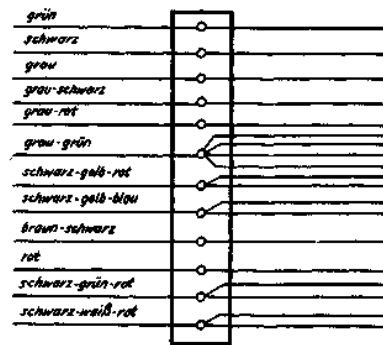 grün
schwarz
grau
grau-schwarz
grau-rot
grau-grün
schwarz-gelb-rot
schwarz-gelb-blau
braun-schwarz
rot
schwarz-grün-rot
schwarz-weiß-rot